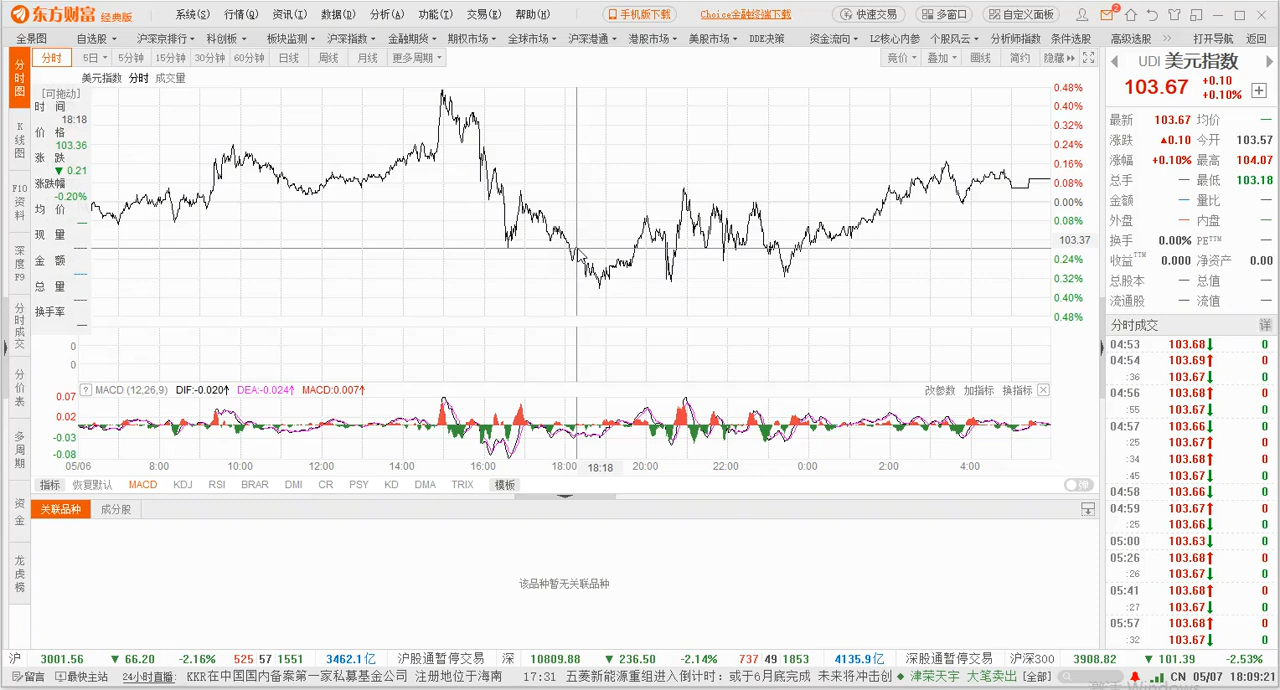 东方财富 经典版 系统(S) 行情(Q) 资讯(I) 数据(D) 分析(A) 功能(T) 交易(E) 帮助(H) 手机版下载 Choice金融终端下载 快速交易 多窗口 自定义面板 2
全景图 自选股 沪深京排行 科创板 板块监测 沪深指数 金融期货 期权市场 全球市场 沪深港通 港股市场 美股市场 DDE决策 资金流向 L2核心内参 个股风云 分析师指数 条件选股 高级选股 打开导航 返回
分时 5日 5分钟 15分钟 30分钟 60分钟 日线 周线 月线 更多周期 竞价 叠加 画线 简约 隐藏
分时图
K线图
F10资料
深度F9
分时成交
分价表
多周期
资金
龙虎榜
美元指数 分时 成交量
[可拖动]
时 间
18:18
价 格
103.36
涨 跌
▼0.21
涨跌幅
-0.20%
均 价
—
现 量
----
金 额
----
总 量
----
换手率
—
0.48%
0.40%
0.32%
0.24%
0.16%
0.08%
0.00%
0.08%
103.37
0.24%
0.32%
0.40%
0.48%
0
0
? MACD (12,26,9) DIF:-0.020↑ DEA:-0.024↑ MACD:0.007↑ 改参数 加指标 换指标
0.07
0.02
-0.03
-0.08
05/06 8:00 10:00 12:00 14:00 16:00 18:00 18:18 20:00 22:00 0:00 2:00 4:00
指标 恢复默认 MACD KDJ RSI BRAR DMI CR PSY KD DMA TRIX 模板 弹
关联品种 成分股
该品种暂无关联品种
UDI 美元指数
103.67 +0.10
+0.10%
最新 103.67 均价 —
涨跌 ▲0.10 今开 103.57
涨幅 +0.10% 最高 104.07
总手 — 最低 103.18
金额 — 量比 —
外盘 — 内盘 —
换手 0.00% PE™ —
收益™ 0.000 净资产 0.00
总股本 — 总值 —
流通股 — 流值 —
分时成交 详
04:53 103.68↓ 0
04:54 103.69↑ 0
:36 103.67↓ 0
04:56 103.68↑ 0
:55 103.67↓ 0
04:57 103.66↓ 0
:25 103.67↑ 0
:34 103.68↑ 0
:45 103.67↓ 0
04:58 103.66↓ 0
04:59 103.67↑ 0
:25 103.66↓ 0
05:00 103.63↓ 0
05:26 103.68↑ 0
:26 103.67↓ 0
05:41 103.68↑ 0
:27 103.67↓ 0
05:57 103.68↑ 0
:32 103.67↓ 0
沪 3001.56 ▼66.20 -2.16% 525 57 1551 3462.1亿 沪股通暂停交易 深 10809.88 ▼236.50 -2.14% 737 49 1853 4135.9亿 深股通暂停交易 沪深300 3908.82 ▼101.39 -2.53%
留言 最快主站 24小时直播: KKR在中国国内备案第一家私募基金公司 注册地位于海南 17:31 五菱新能源重组进入倒计时：或于6月底完成 未来将冲击创 ◆ 津荣天宇 大笔卖出 [全部] CN 05/07 18:09:21